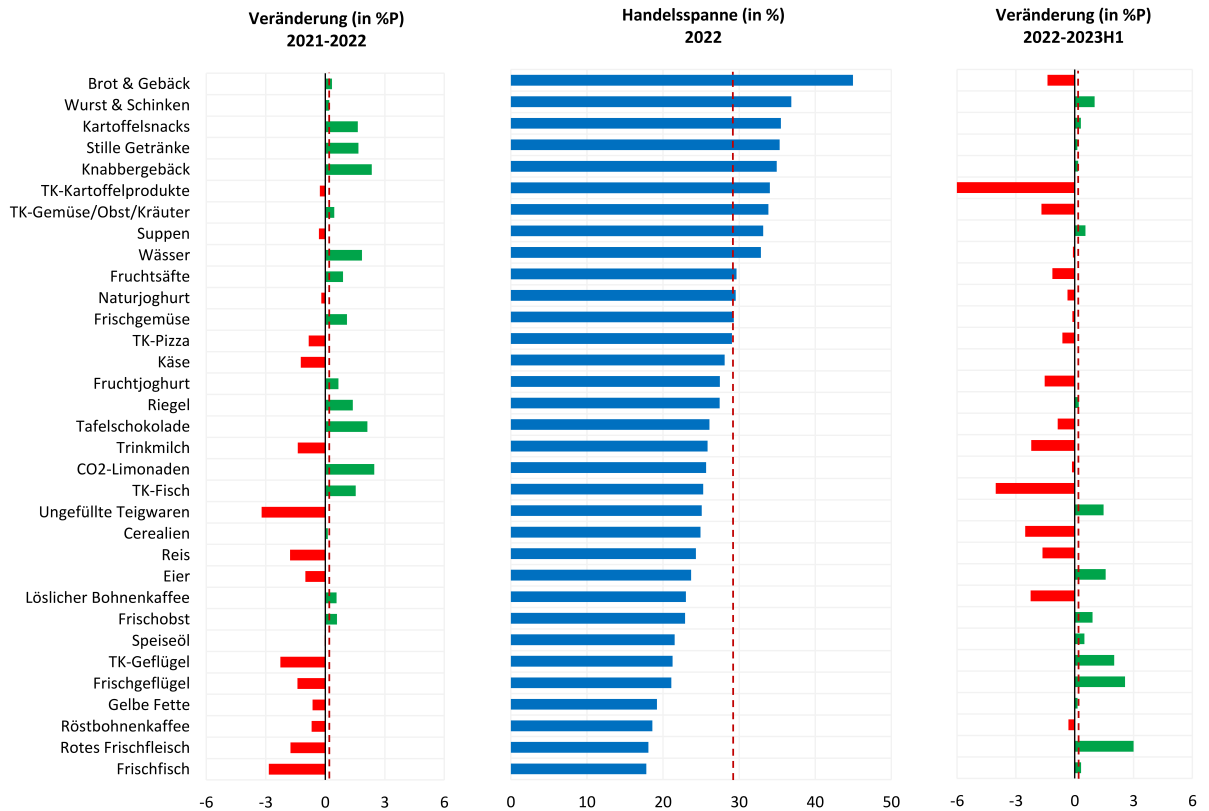 Veränderung (in %P)
2021-2022
Handelsspanne (in %)
2022
Veränderung (in %P)
2022-2023H1
Brot & Gebäck
Wurst & Schinken
Kartoffelsnacks
Stille Getränke
Knabbergebäck
TK-Kartoffelprodukte
TK-Gemüse/Obst/Kräuter
Suppen
Wässer
Fruchtsäfte
Naturjoghurt
Frischgemüse
TK-Pizza
Käse
Fruchtjoghurt
Riegel
Tafelschokolade
Trinkmilch
CO2-Limonaden
TK-Fisch
Ungefüllte Teigwaren
Cerealien
Reis
Eier
Löslicher Bohnenkaffee
Frischobst
Speiseöl
TK-Geflügel
Frischgeflügel
Gelbe Fette
Röstbohnenkaffee
Rotes Frischfleisch
Frischfisch
-6 -3 0 3 6
0 10 20 30 40 50
-6 -3 0 3 6